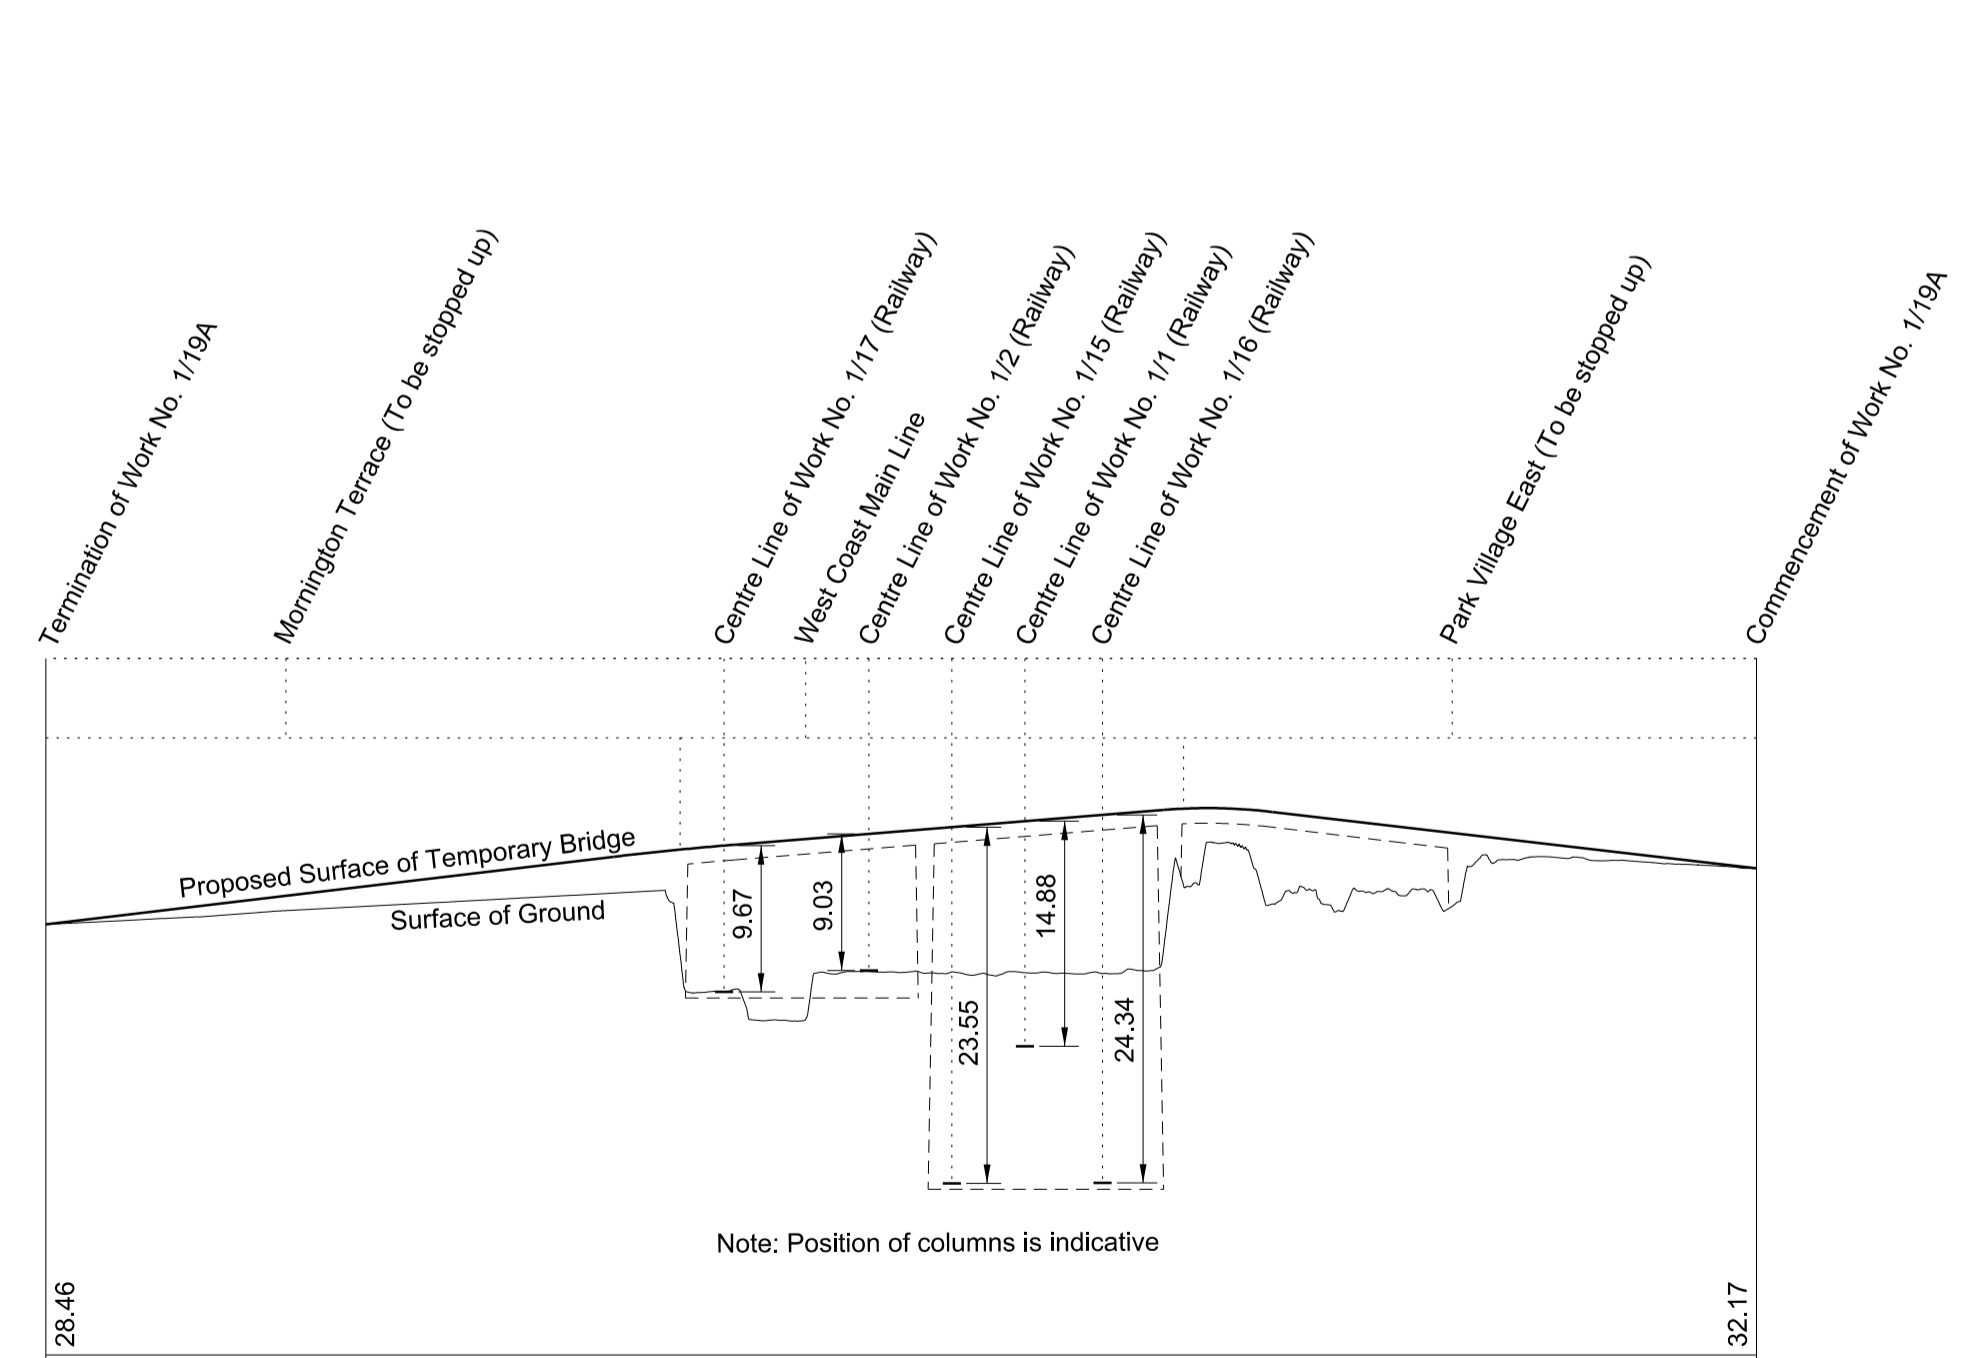 Termination of Work No. 1/19A
Mornington Terrace (To be stopped up)
Centre Line of Work No. 1/17 (Railway)
West Coast Main Line
Centre Line of Work No. 1/2 (Railway)
Centre Line of Work No. 1/15 (Railway)
Centre Line of Work No. 1/1 (Railway)
Centre Line of Work No. 1/16 (Railway)
Park Village East (To be stopped up)
Commencement of Work No. 1/19A
Proposed Surface of Temporary Bridge
Surface of Ground
9.67
9.03
23.55
14.88
24.34
Note: Position of columns is indicative
28.46
32.17